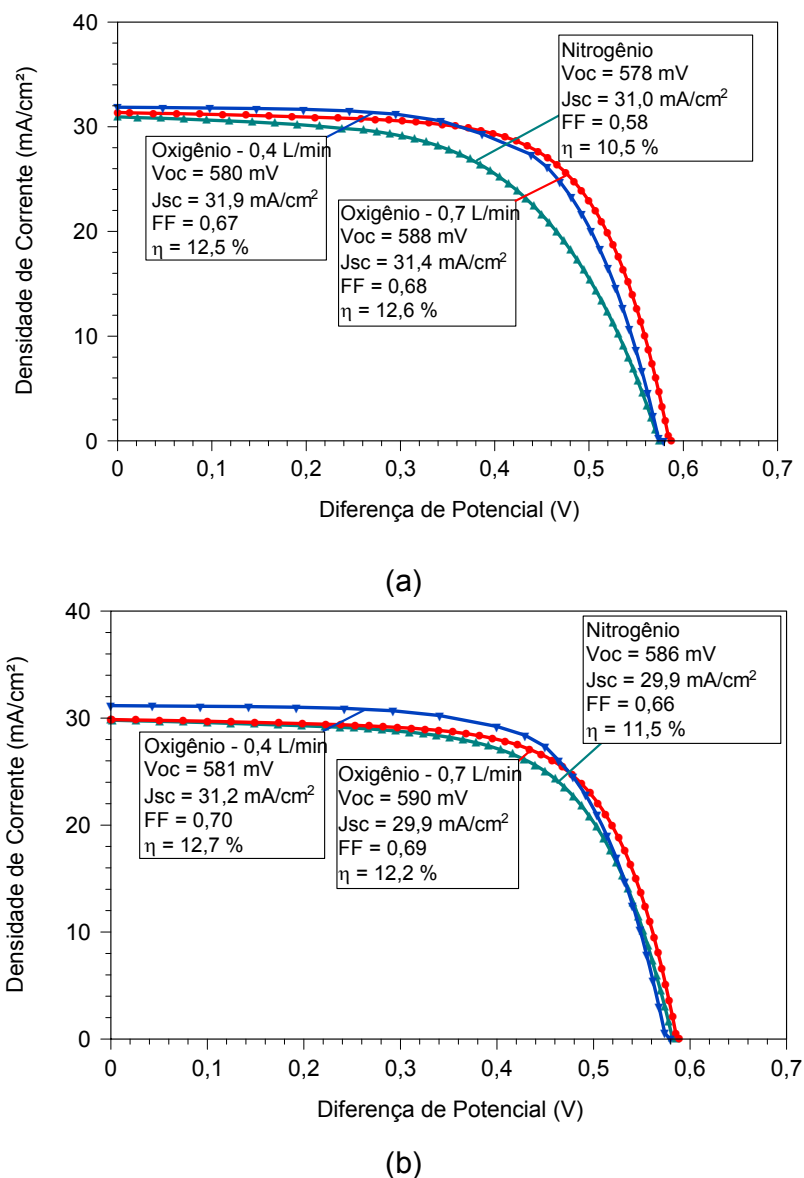 40
30
20
10
0
Densidade de Corrente (mA/cm²)
Nitrogênio
Voc = 578 mV
Jsc = 31,0 mA/cm²
FF = 0,58
η = 10,5 %
Oxigênio - 0,4 L/min
Voc = 580 mV
Jsc = 31,9 mA/cm²
FF = 0,67
η = 12,5 %
Oxigênio - 0,7 L/min
Voc = 588 mV
Jsc = 31,4 mA/cm²
FF = 0,68
η = 12,6 %
0 0,1 0,2 0,3 0,4 0,5 0,6 0,7
Diferença de Potencial (V)
(a)
40
30
20
10
0
Densidade de Corrente (mA/cm²)
Nitrogênio
Voc = 586 mV
Jsc = 29,9 mA/cm²
FF = 0,66
η = 11,5 %
Oxigênio - 0,4 L/min
Voc = 581 mV
Jsc = 31,2 mA/cm²
FF = 0,70
η = 12,7 %
Oxigênio - 0,7 L/min
Voc = 590 mV
Jsc = 29,9 mA/cm²
FF = 0,69
η = 12,2 %
0 0,1 0,2 0,3 0,4 0,5 0,6 0,7
Diferença de Potencial (V)
(b)